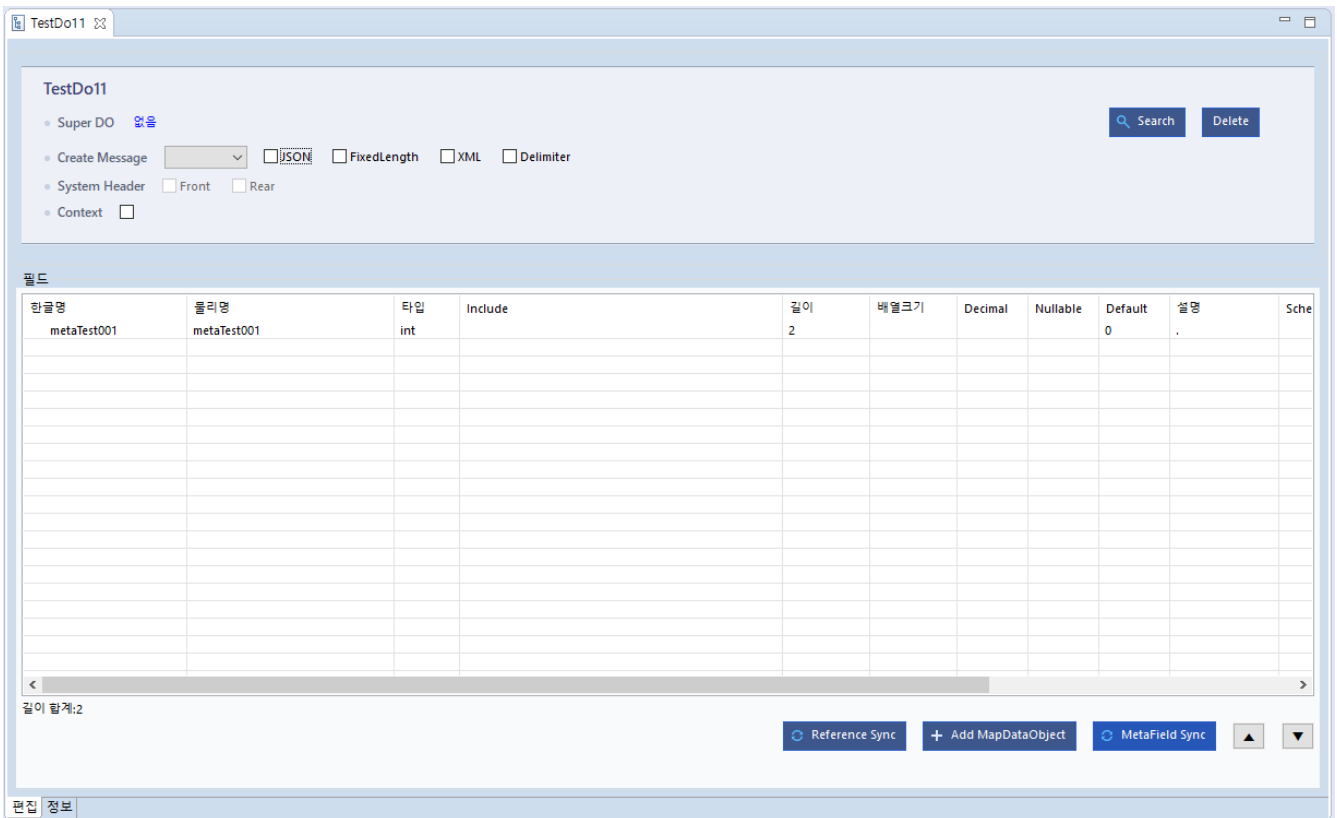 TestDo11
TestDo11
Super DO 없음 Search Delete
Create Message JSON FixedLength XML Delimiter
System Header Front Rear
Context
필드
한글명 물리명 타입 Include 길이 배열크기 Decimal Nullable Default 설명 Sche
metaTest001 metaTest001 int 2 0 .
길이 합계:2
Reference Sync + Add MapDataObject MetaField Sync ▲ ▼
편집 정보